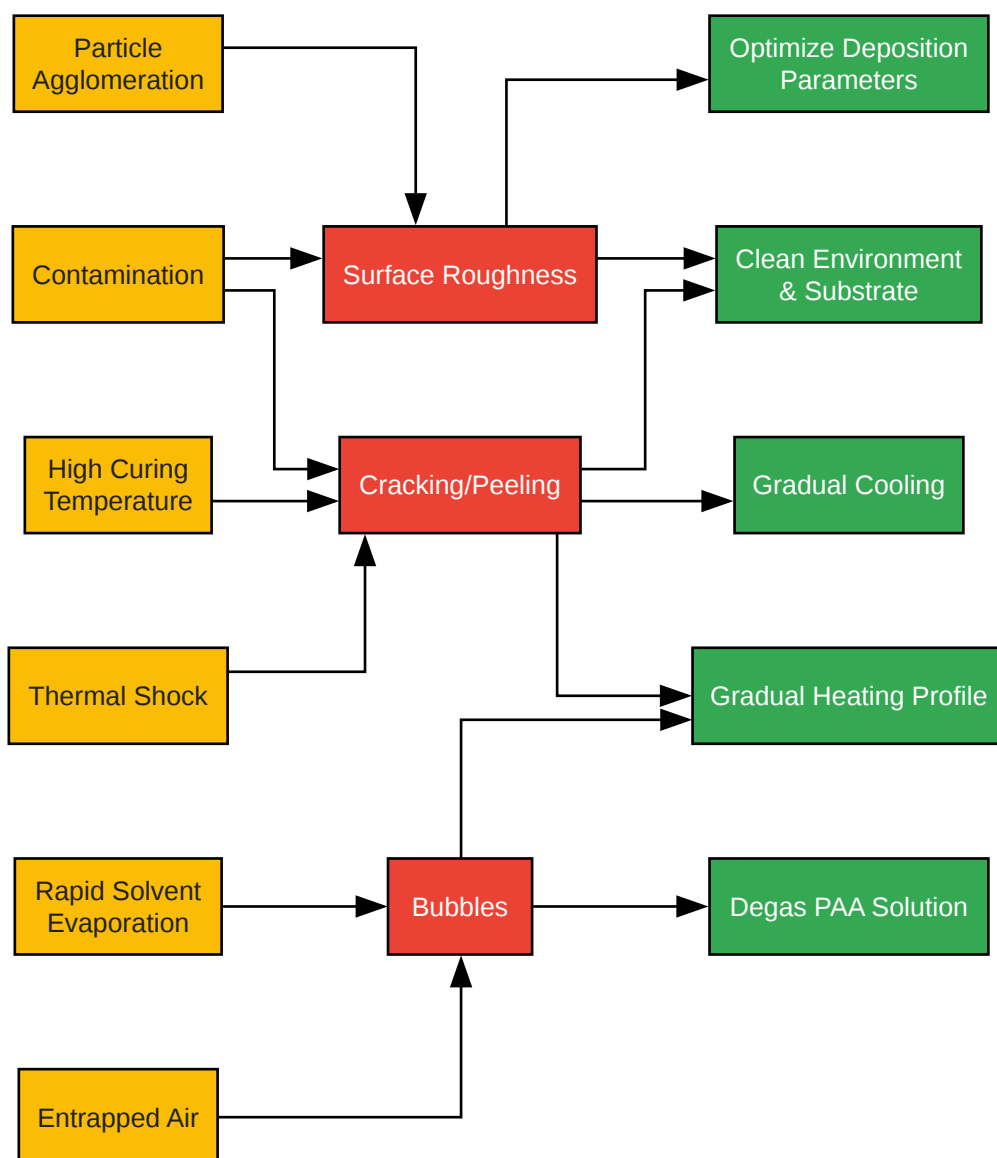 Particle
Agglomeration
Optimize Deposition
Parameters
Contamination
Surface Roughness
Clean Environment
& Substrate
High Curing
Temperature
Cracking/Peeling
Gradual Cooling
Thermal Shock
Gradual Heating Profile
Rapid Solvent
Evaporation
Bubbles
Degas PAA Solution
Entrapped Air